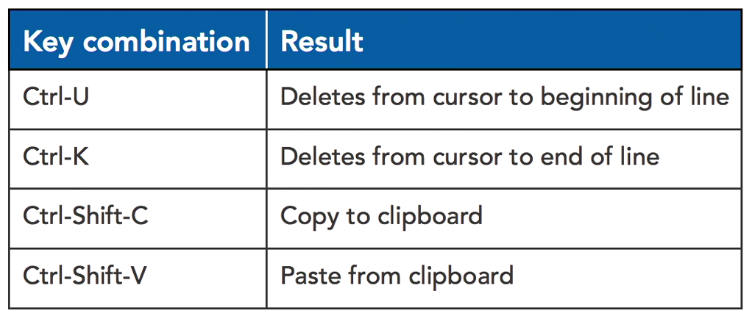 Key combination Result
Ctrl-U Deletes from cursor to beginning of line
Ctrl-K Deletes from cursor to end of line
Ctrl-Shift-C Copy to clipboard
Ctrl-Shift-V Paste from clipboard